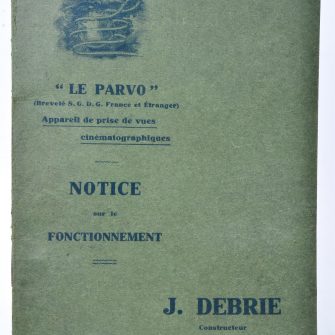 " LE PARVO "
(Breveté S. G. D. G. France et Étranger)
Appareil de prise de vues
cinématographiques
NOTICE
sur le
FONCTIONNEMENT
J. DEBRIE
Constructeur